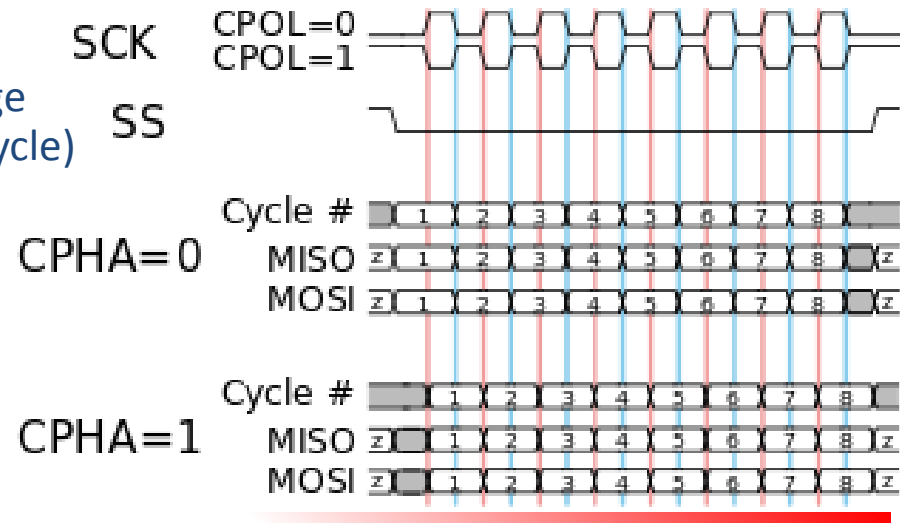 SCK CPOL=0
CPOL=1
ge
SS
ycle)
Cycle # 1 2 3 4 5 6 7 8
CPHA=0 MISO z 1 2 3 4 5 6 7 8 z
MOSI z 1 2 3 4 5 6 7 8 z
Cycle # 1 2 3 4 5 6 7 8
CPHA=1 MISO z 1 2 3 4 5 6 7 8 z
MOSI z 1 2 3 4 5 6 7 8 z